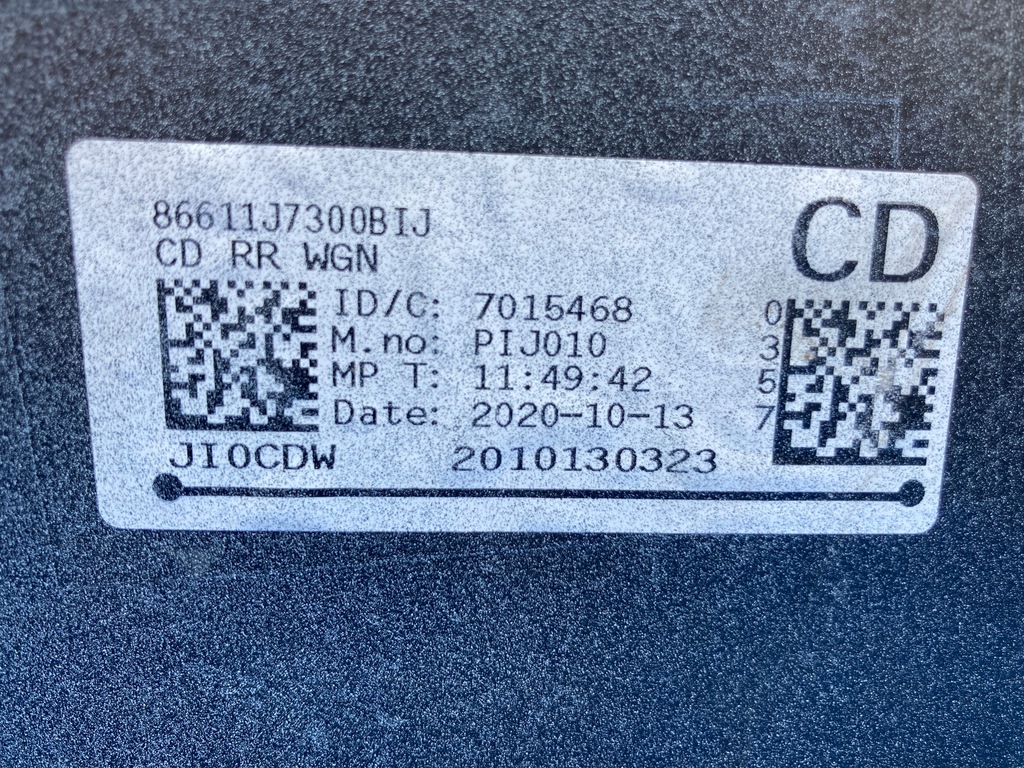 86611J7300BIJ
CD RR WGN
CD
ID/C: 7015468
M.no: PIJ010
MP T: 11:49:42
Date: 2020-10-13
0
3
5
7
JI0CDW 2010130323